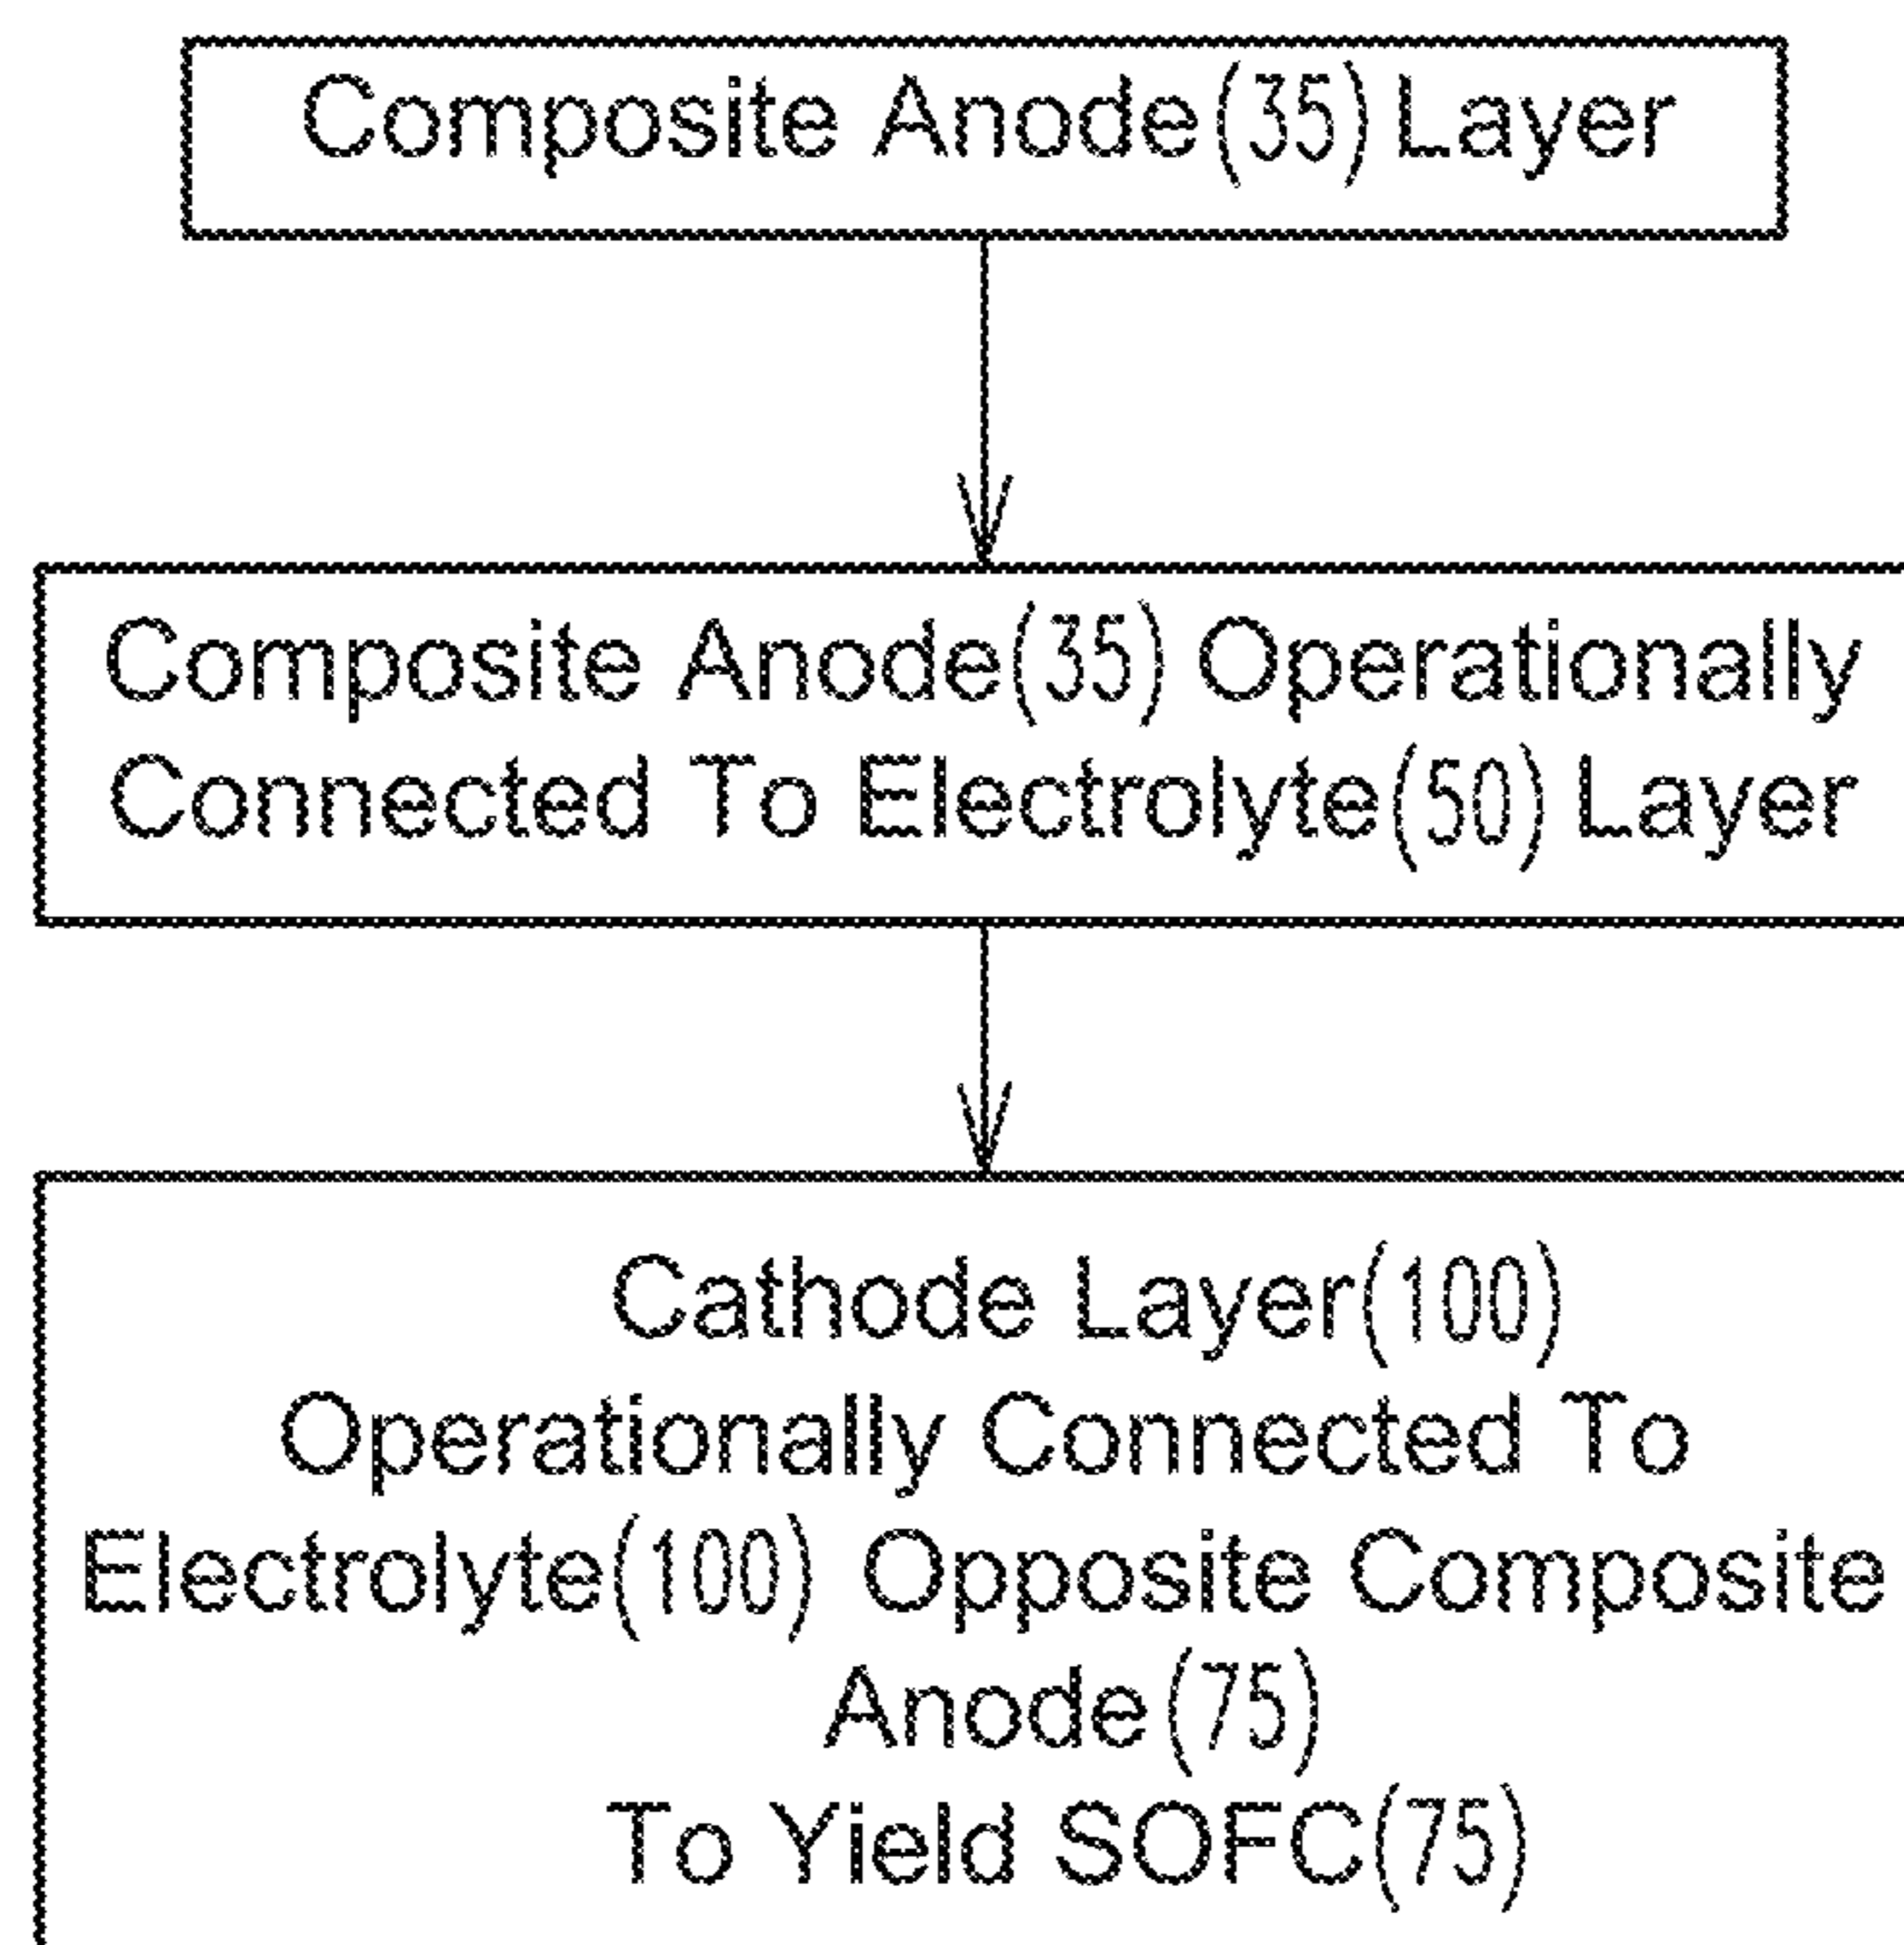 Composite Anode(35) Layer
Composite Anode(35) Operationally
Connected To Electrolyte(50) Layer
Cathode Layer(100)
Operationally Connected To
Electrolyte(100) Opposite Composite
Anode(75)
To Yield SOFC(75)